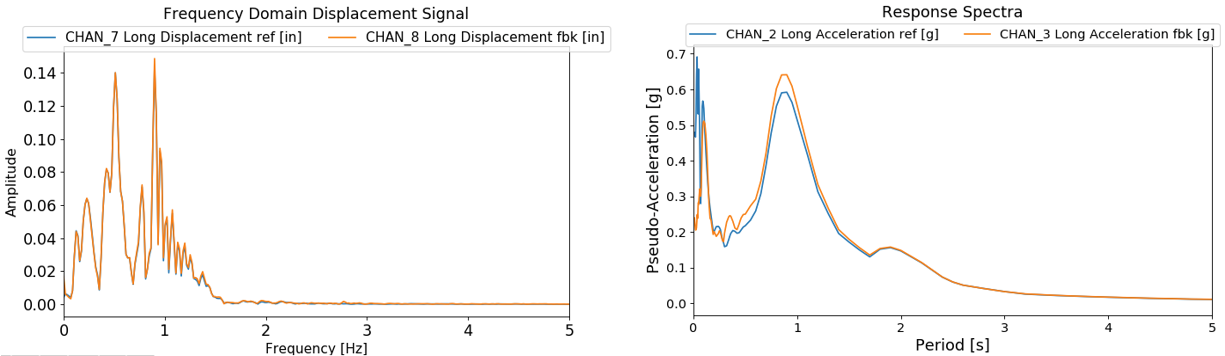 Frequency Domain Displacement Signal
CHAN_7 Long Displacement ref [in] CHAN_8 Long Displacement fbk [in]
0.14
0.12
0.10
0.08
0.06
0.04
0.02
0.00
Amplitude
0 1 2 3 4 5
Frequency [Hz]
Response Spectra
CHAN_2 Long Acceleration ref [g] CHAN_3 Long Acceleration fbk [g]
0.7
0.6
0.5
0.4
0.3
0.2
0.1
0.0
Pseudo-Acceleration [g]
0 1 2 3 4 5
Period [s]